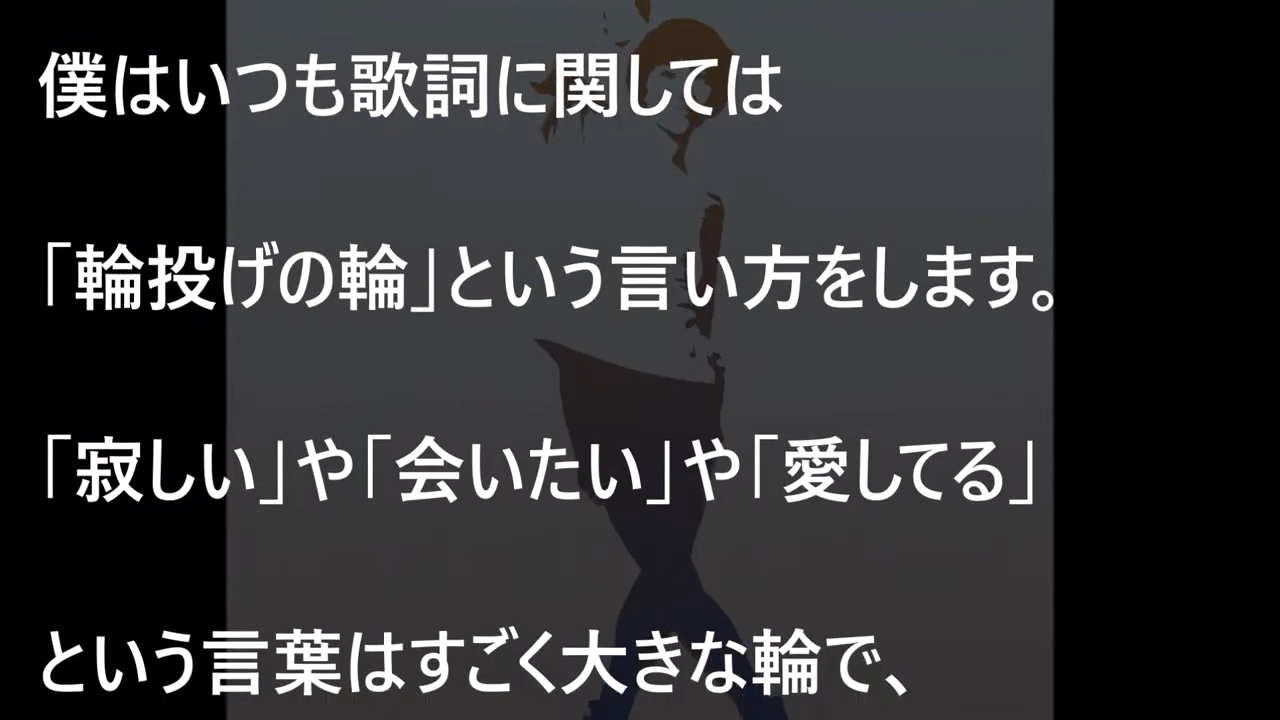 僕はいつも歌詞に関しては
「輪投げの輪」という言い方をします。
「寂しい」や「会いたい」や「愛してる」
という言葉はすごく大きな輪で、